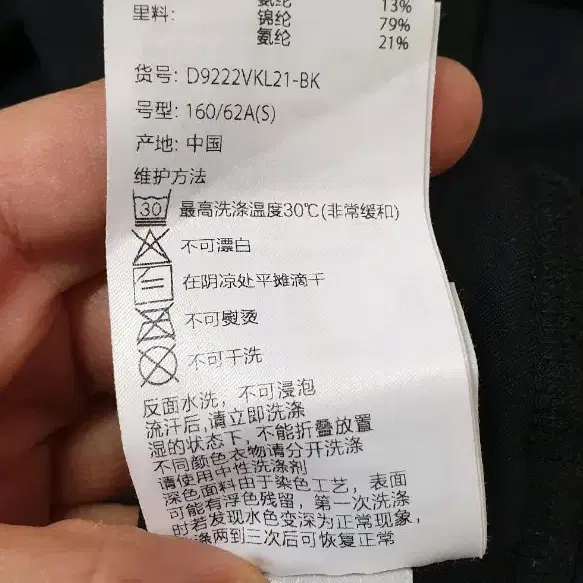 氨纶 13%
里料: 锦纶 79%
氨纶 21%
货号: D9222VKL21-BK
号型: 160/62A(S)
产地: 中国
维护方法
30 最高洗涤温度30℃(非常缓和)
不可漂白
在阴凉处平摊滴干
不可熨烫
不可干洗
反面水洗，不可浸泡
流汗后,请立即洗涤
湿的状态下，不能折叠放置
不同颜色衣物请分开洗涤
请使用中性洗涤剂
深色面料由于染色工艺，表面
可能有浮色残留，第一次洗涤
时若发现水色变深为正常现象，
涤两到三次后可恢复正常